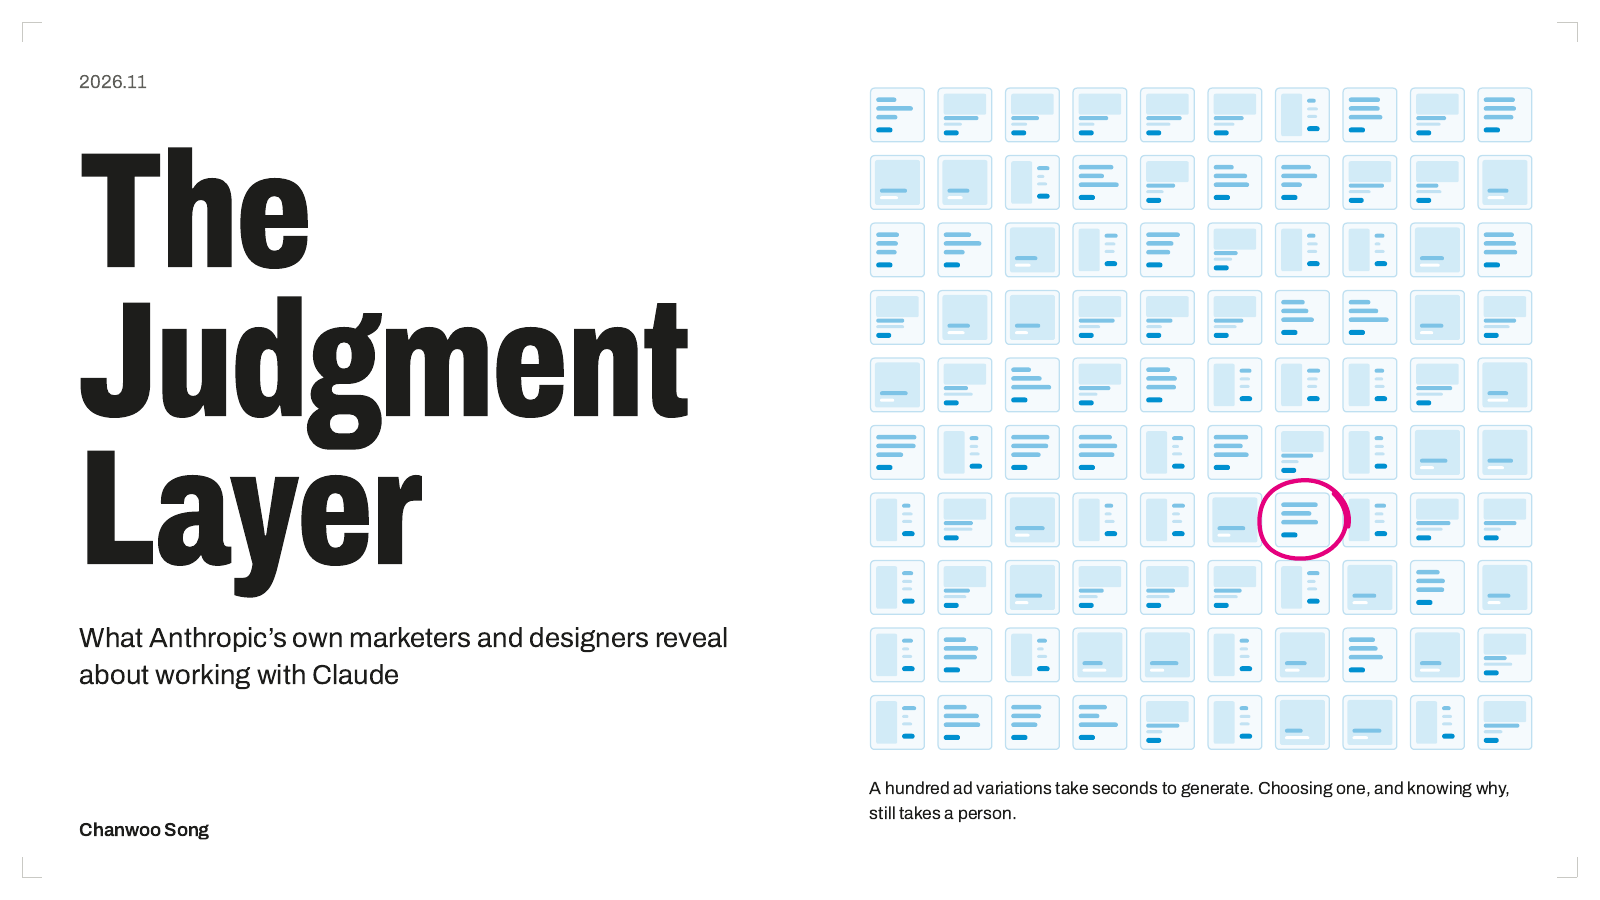 2026.11
The
Judgment
Layer
What Anthropic’s own marketers and designers reveal
about working with Claude
Chanwoo Song
A hundred ad variations take seconds to generate. Choosing one, and knowing why,
still takes a person.